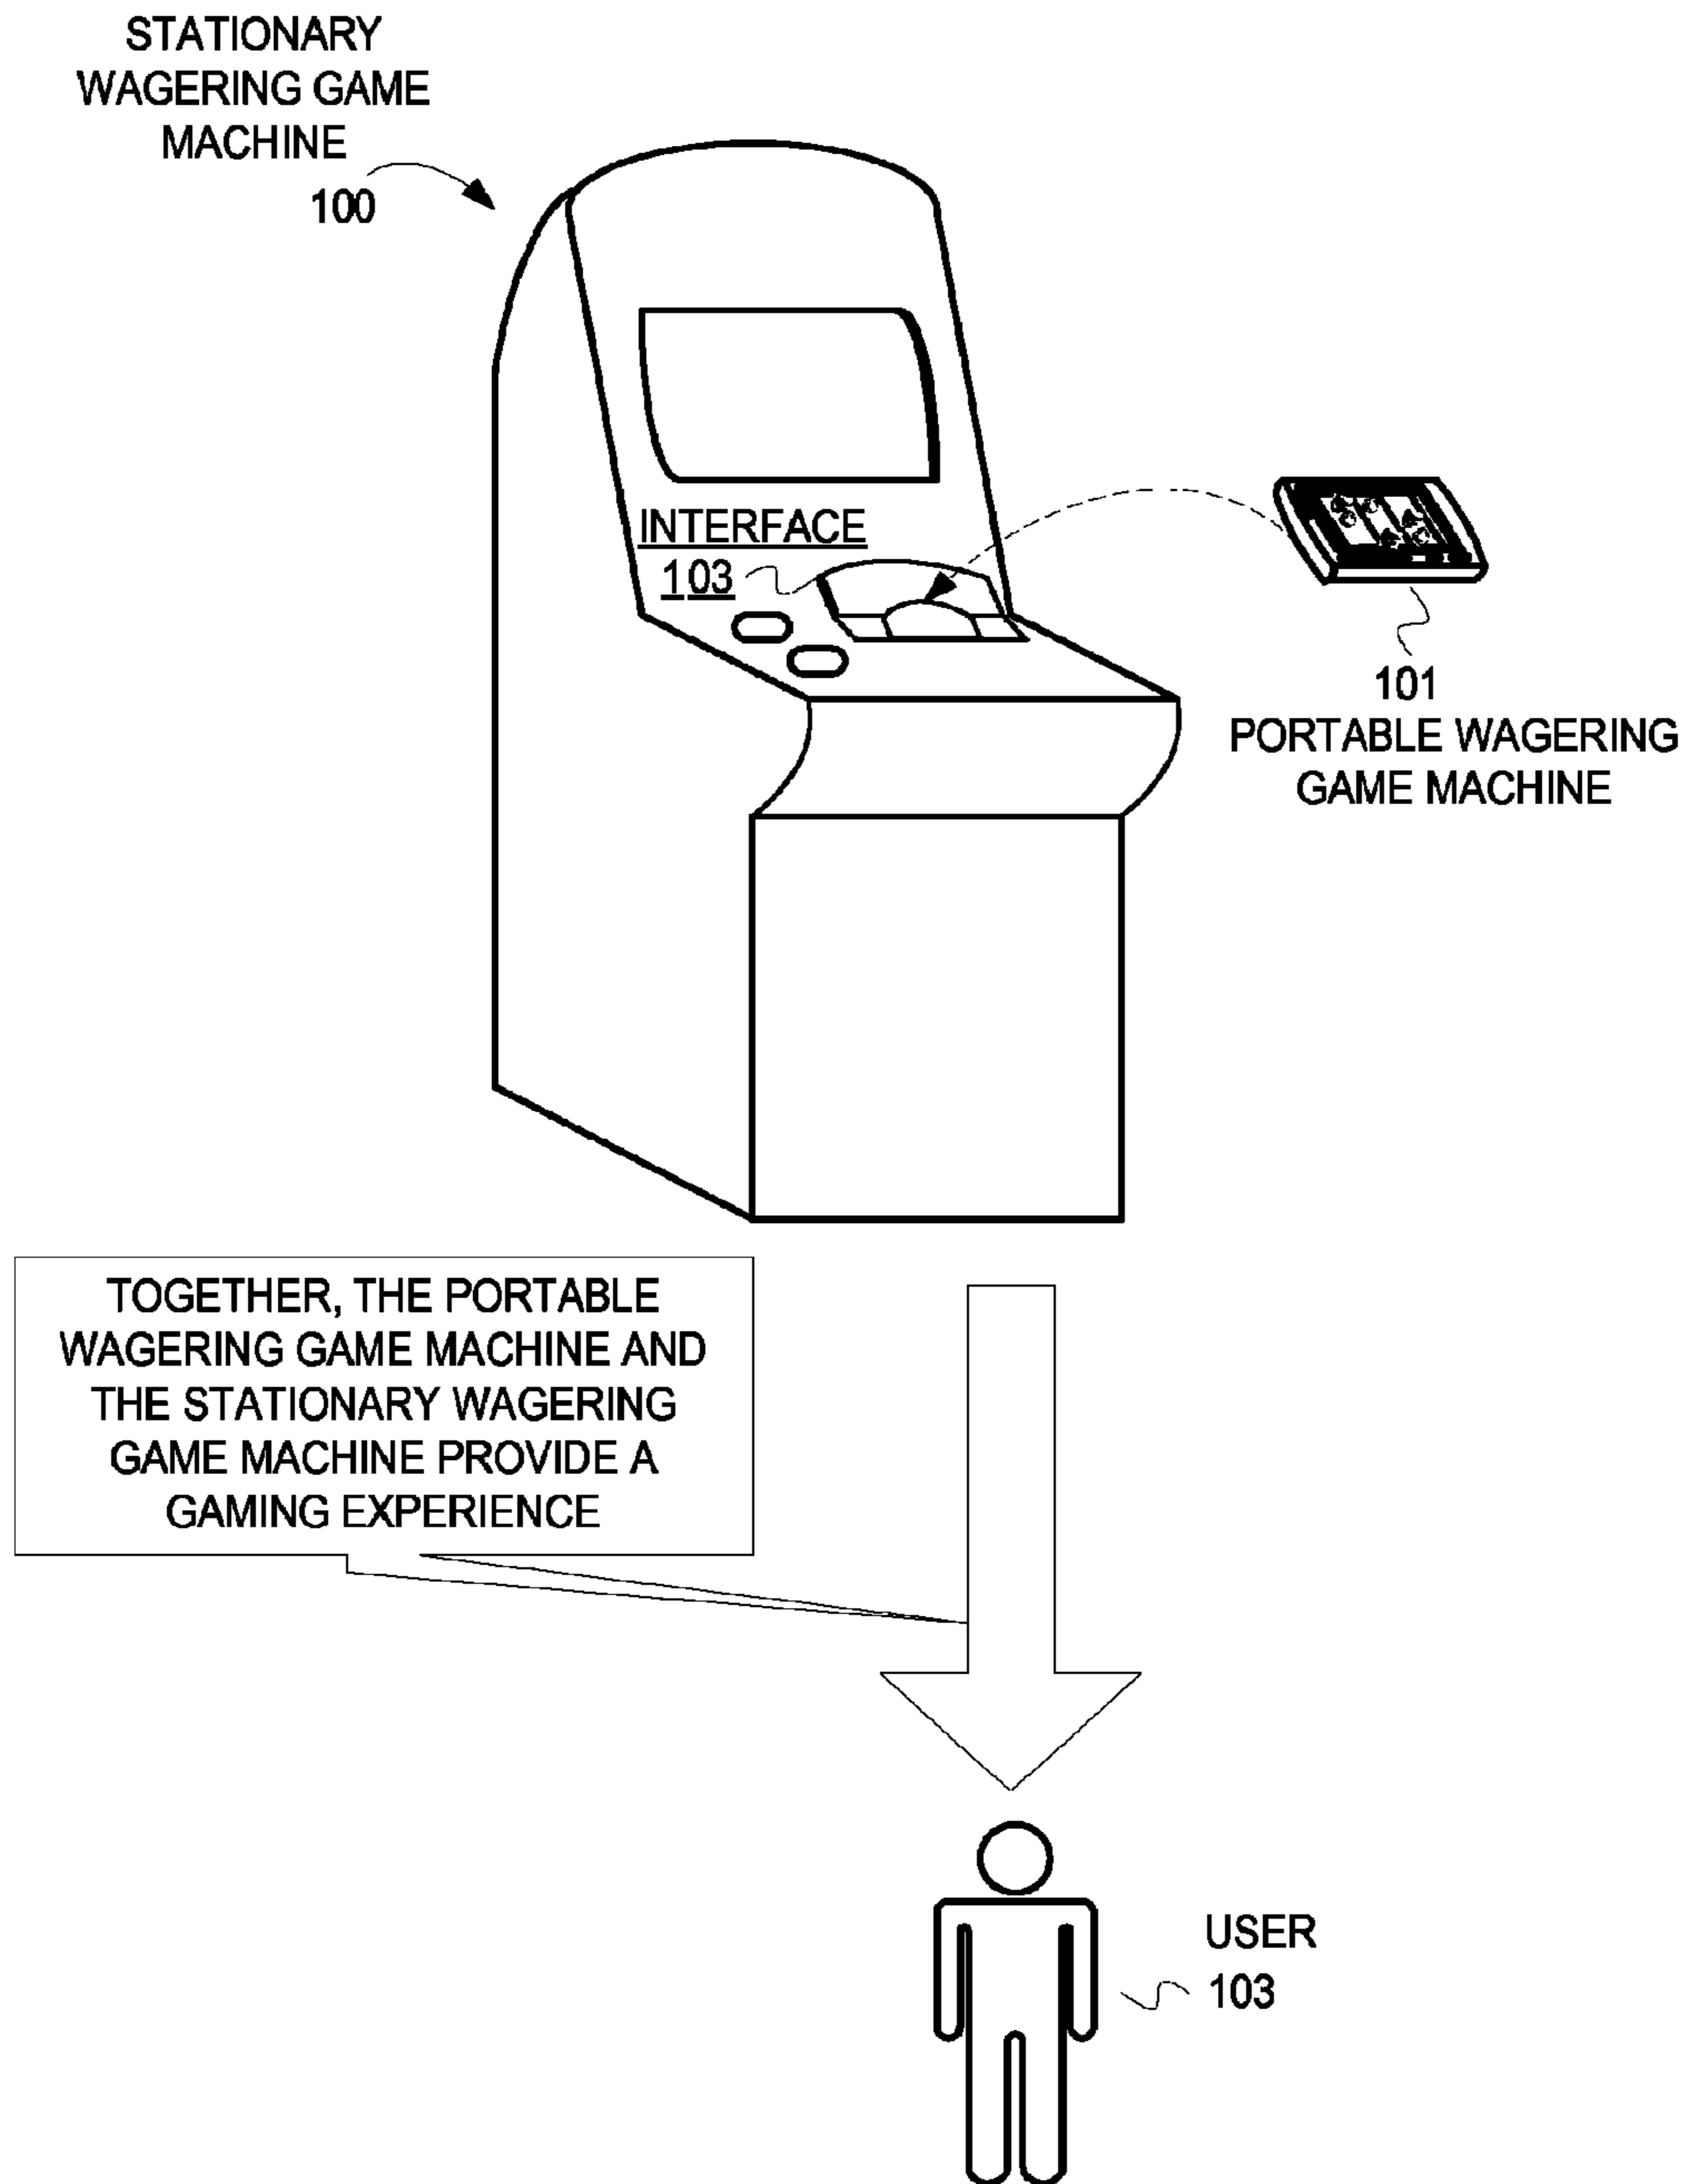 STATIONARY
WAGERING GAME
MACHINE
100
INTERFACE
103
101
PORTABLE WAGERING
GAME MACHINE
TOGETHER, THE PORTABLE
WAGERING GAME MACHINE AND
THE STATIONARY WAGERING
GAME MACHINE PROVIDE A
GAMING EXPERIENCE
USER
103